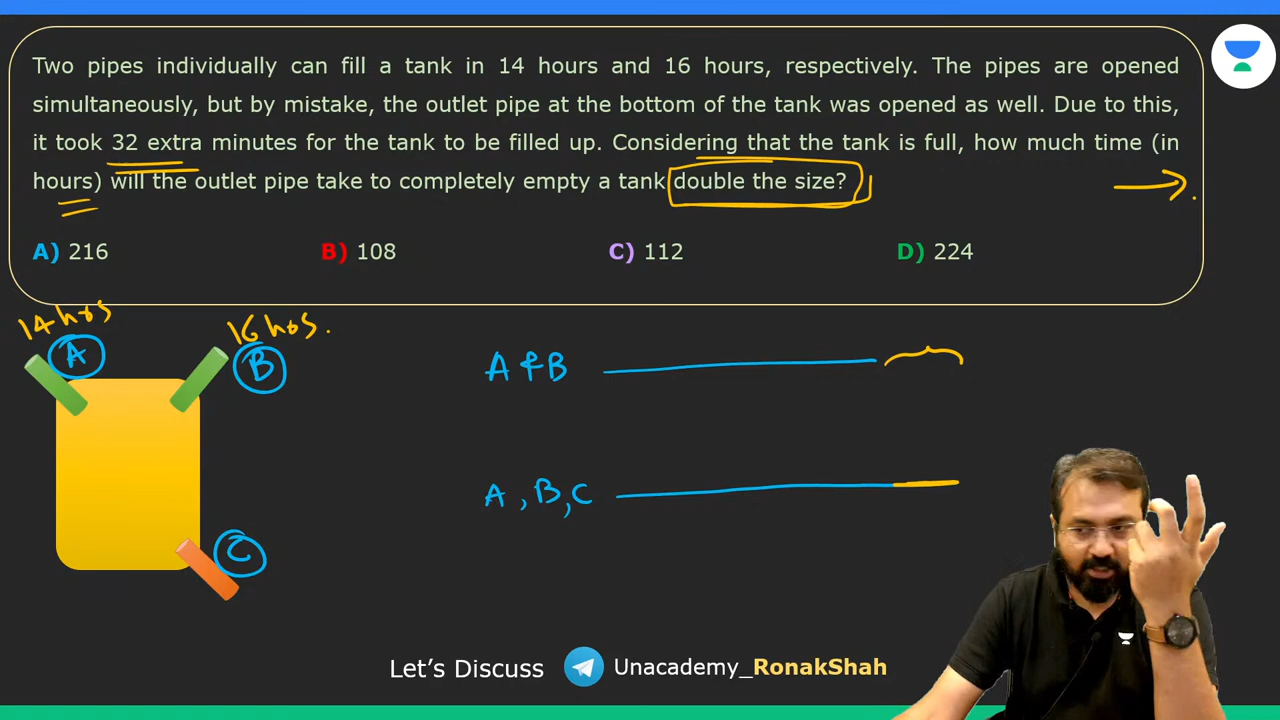 Two pipes individually can fill a tank in 14 hours and 16 hours, respectively. The pipes are opened
simultaneously, but by mistake, the outlet pipe at the bottom of the tank was opened as well. Due to this,
it took 32 extra minutes for the tank to be filled up. Considering that the tank is full, how much time (in
hours) will the outlet pipe take to completely empty a tank double the size?
A) 216 B) 108 C) 112 D) 224
14 hrs 16 hrs.
A B A & B
A, B, C
C
Let's Discuss Unacademy_RonakShah